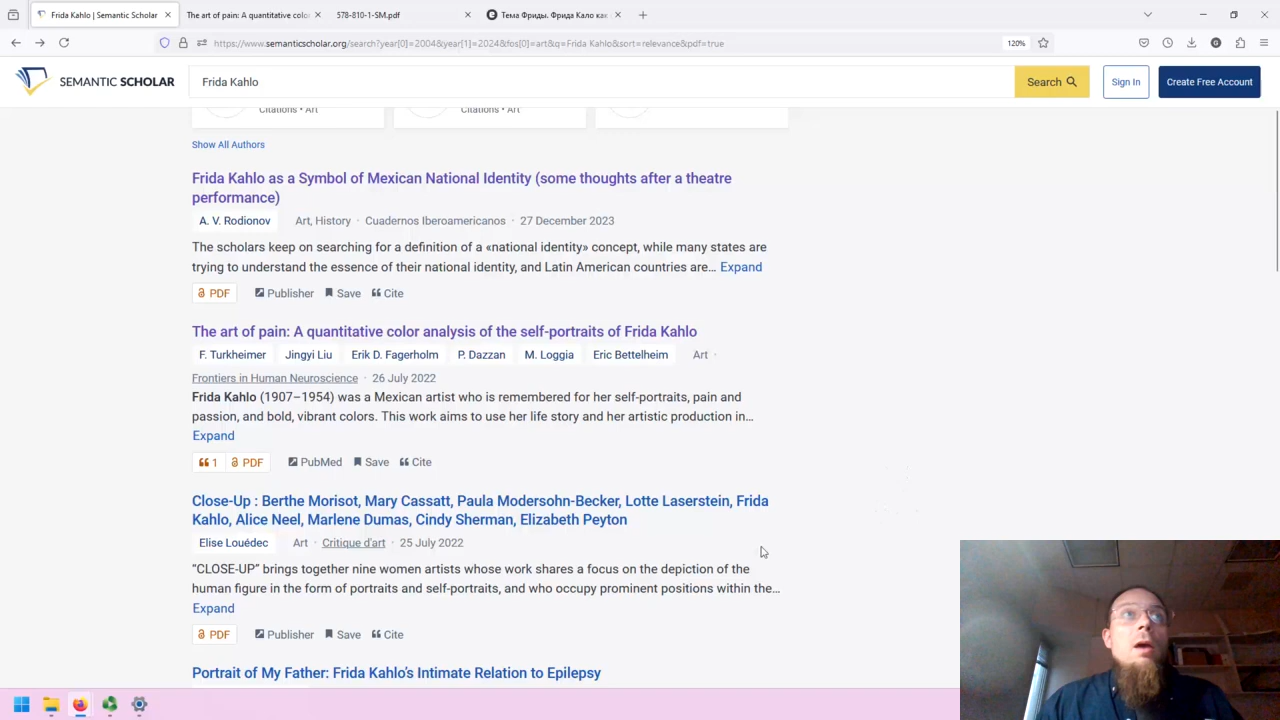 Frida Kahlo | Semantic Scholar
The art of pain: A quantitative colo
578-810-1-SM.pdf
Тема Фриды. Фрида Кало как
https://www.semanticscholar.org/search?year[0]=2004&year[1]=2024&fos[0]=art&q=Frida Kahlo&sort=relevance&pdf=true
120%
SEMANTIC SCHOLAR
Frida Kahlo
Search
Sign In
Create Free Account
Citations • Art
Citations • Art
Show All Authors
Frida Kahlo as a Symbol of Mexican National Identity (some thoughts after a theatre
performance)
A. V. Rodionov Art, History · Cuadernos Iberoamericanos · 27 December 2023
The scholars keep on searching for a definition of a «national identity» concept, while many states are
trying to understand the essence of their national identity, and Latin American countries are… Expand
PDF Publisher Save Cite
The art of pain: A quantitative color analysis of the self-portraits of Frida Kahlo
F. Turkheimer Jingyi Liu Erik D. Fagerholm P. Dazzan M. Loggia Eric Bettelheim Art ·
Frontiers in Human Neuroscience · 26 July 2022
Frida Kahlo (1907–1954) was a Mexican artist who is remembered for her self-portraits, pain and
passion, and bold, vibrant colors. This work aims to use her life story and her artistic production in…
Expand
1 PDF PubMed Save Cite
Close-Up : Berthe Morisot, Mary Cassatt, Paula Modersohn-Becker, Lotte Laserstein, Frida
Kahlo, Alice Neel, Marlene Dumas, Cindy Sherman, Elizabeth Peyton
Elise Louédec Art · Critique d'art · 25 July 2022
“CLOSE-UP” brings together nine women artists whose work shares a focus on the depiction of the
human figure in the form of portraits and self-portraits, and who occupy prominent positions within the…
Expand
PDF Publisher Save Cite
Portrait of My Father: Frida Kahlo’s Intimate Relation to Epilepsy